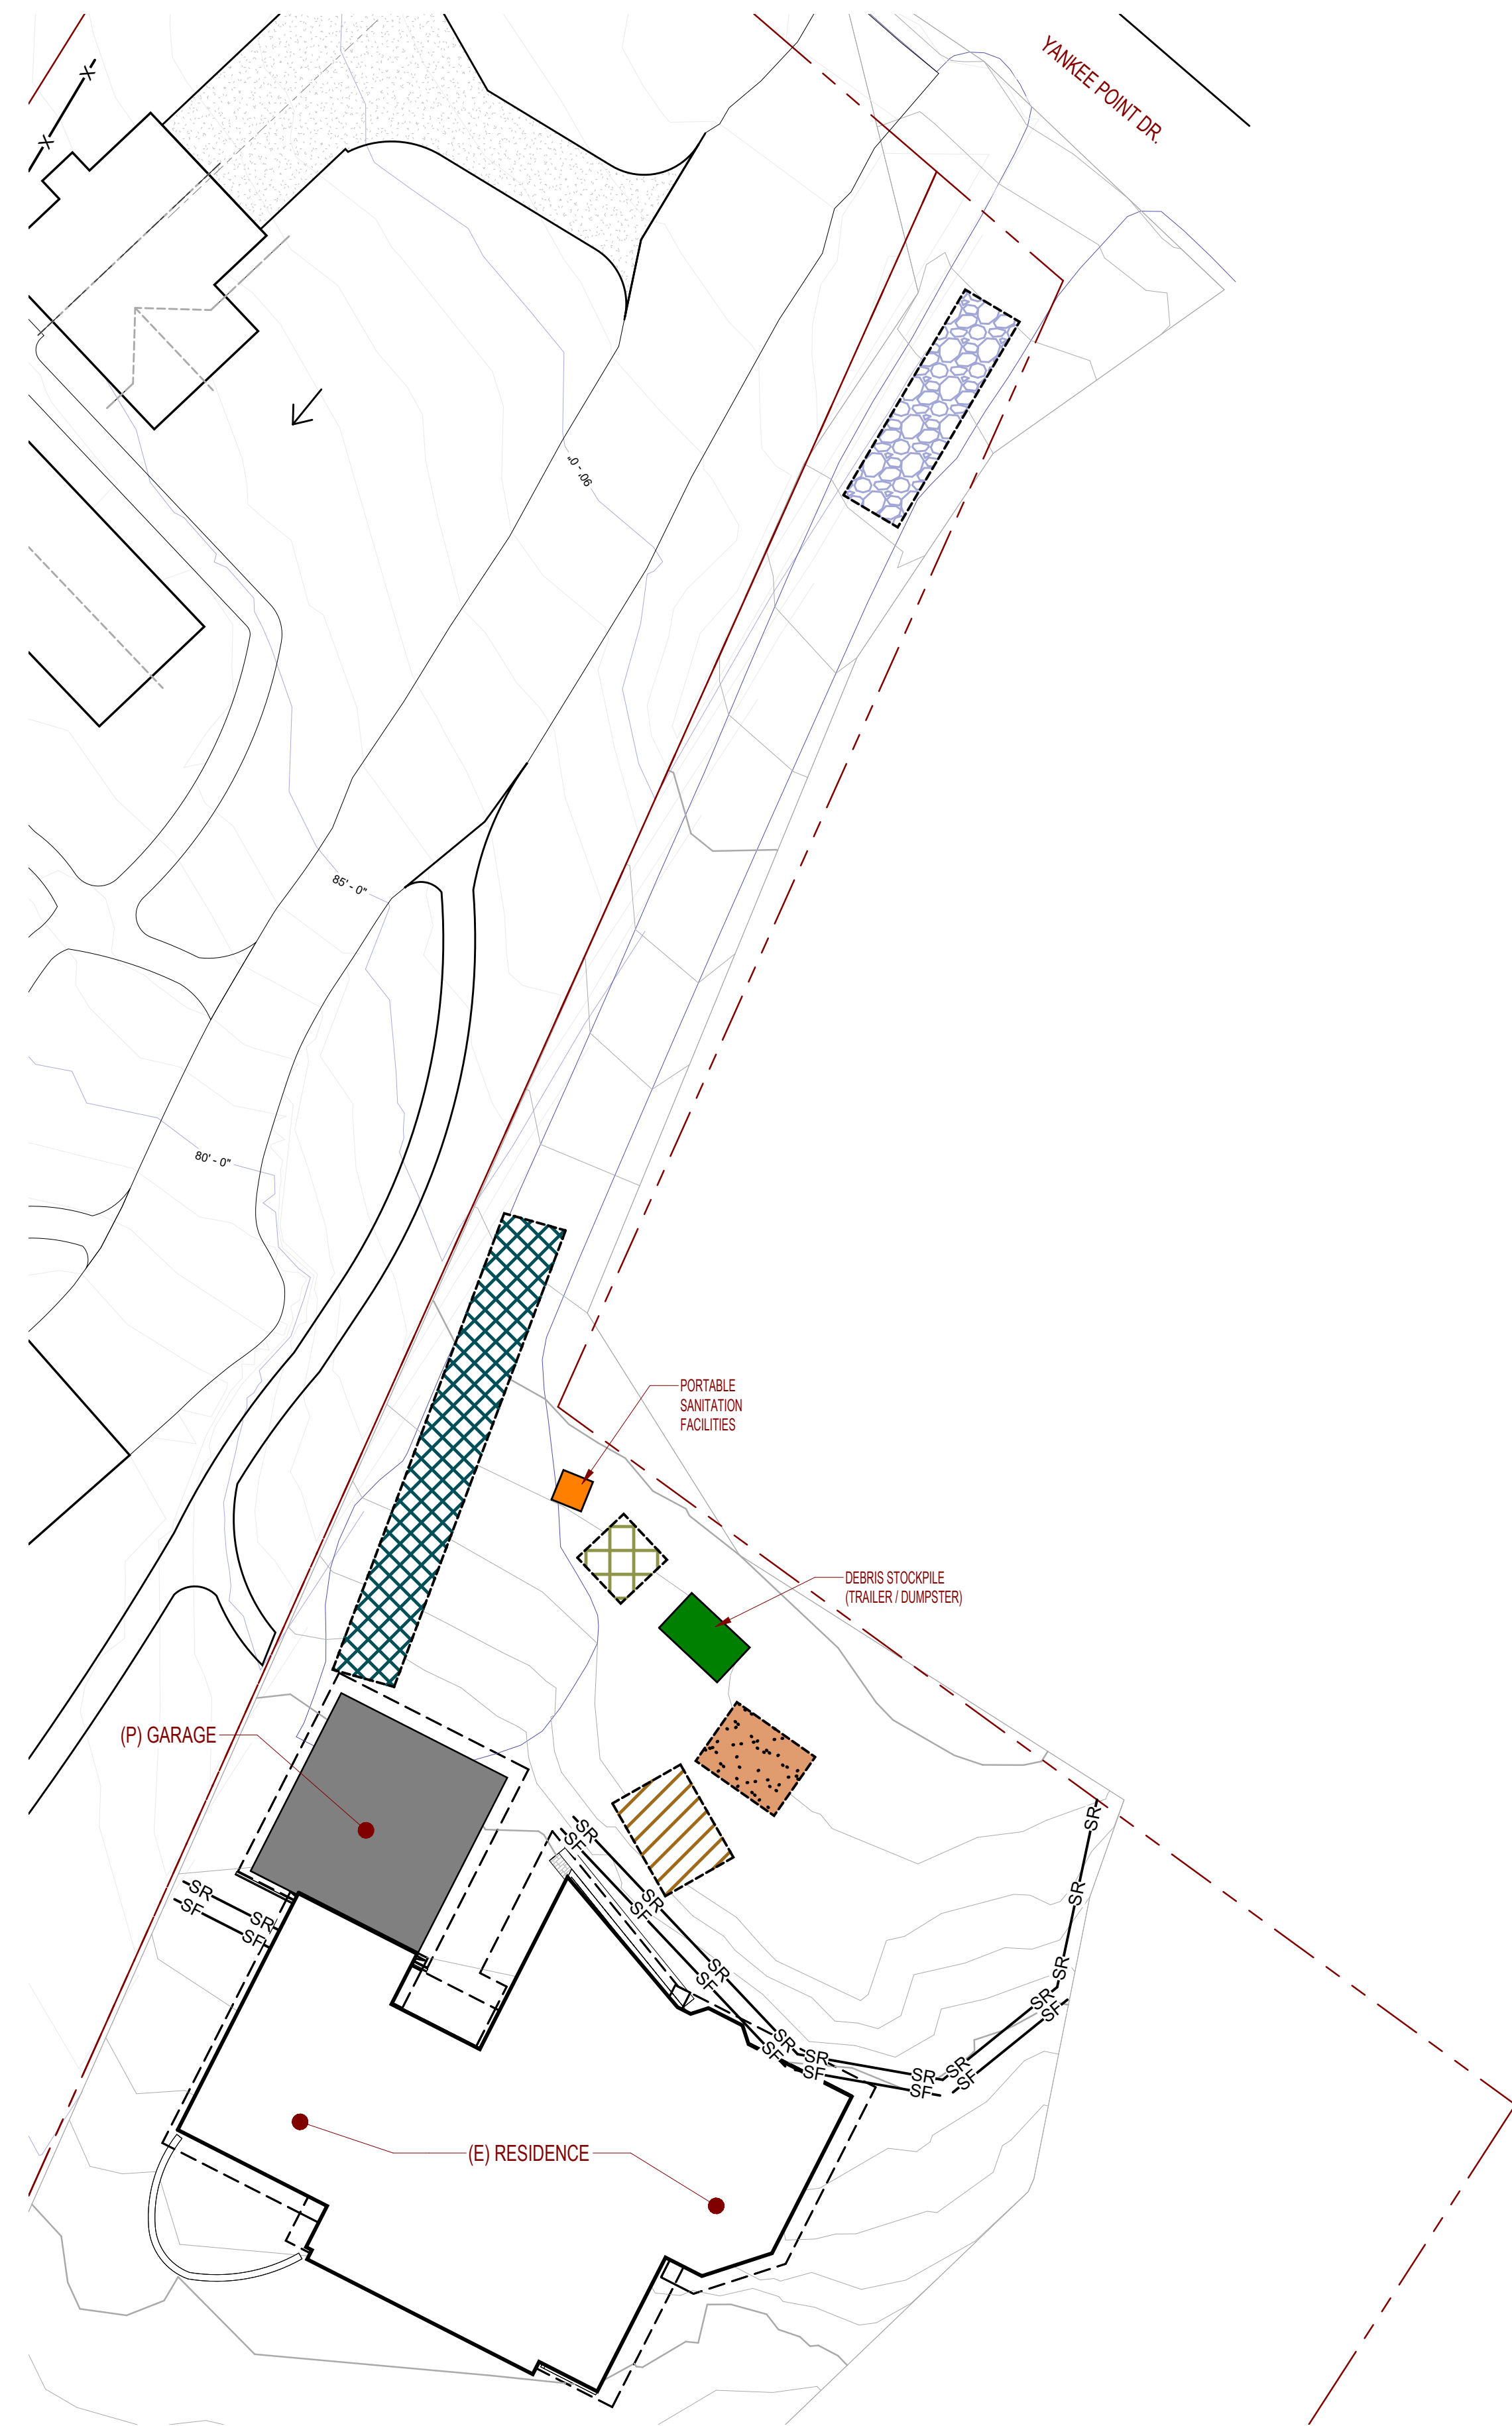 YANKEE POINT DR.
X
X
90' - 0"
85' - 0"
80' - 0"
PORTABLE
SANITATION
FACILITIES
DEBRIS STOCKPILE
(TRAILER / DUMPSTER)
(P) GARAGE
SR
SR
SF
SF
SR
SF
SR
SF
SR
SF
SR
SF
SR
SF
SR
SF
SR
SF
SR
SF
SR
SR
SR
(E) RESIDENCE